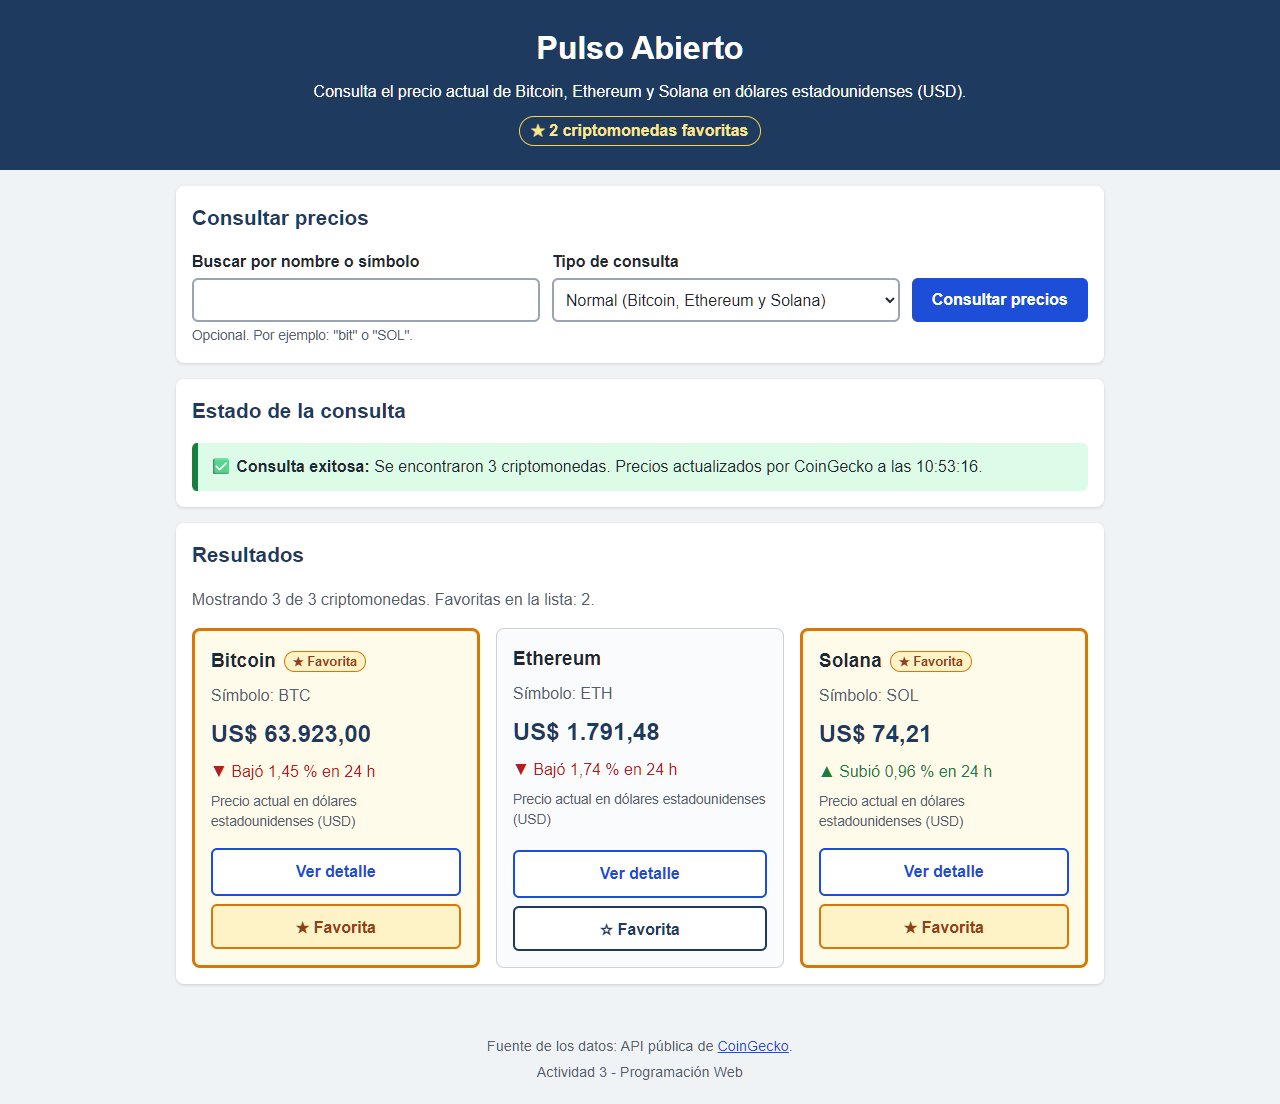 Pulso Abierto
Consulta el precio actual de Bitcoin, Ethereum y Solana en dólares estadounidenses (USD).
★ 2 criptomonedas favoritas
Consultar precios
Buscar por nombre o símbolo
Tipo de consulta
Normal (Bitcoin, Ethereum y Solana)
Consultar precios
Opcional. Por ejemplo: "bit" o "SOL".
Estado de la consulta
✅ Consulta exitosa: Se encontraron 3 criptomonedas. Precios actualizados por CoinGecko a las 10:53:16.
Resultados
Mostrando 3 de 3 criptomonedas. Favoritas en la lista: 2.
Bitcoin ★ Favorita
Símbolo: BTC
US$ 63.923,00
▼ Bajó 1,45 % en 24 h
Precio actual en dólares
estadounidenses (USD)
Ver detalle
★ Favorita
Ethereum
Símbolo: ETH
US$ 1.791,48
▼ Bajó 1,74 % en 24 h
Precio actual en dólares estadounidenses
(USD)
Ver detalle
☆ Favorita
Solana ★ Favorita
Símbolo: SOL
US$ 74,21
▲ Subió 0,96 % en 24 h
Precio actual en dólares
estadounidenses (USD)
Ver detalle
★ Favorita
Fuente de los datos: API pública de CoinGecko.
Actividad 3 - Programación Web